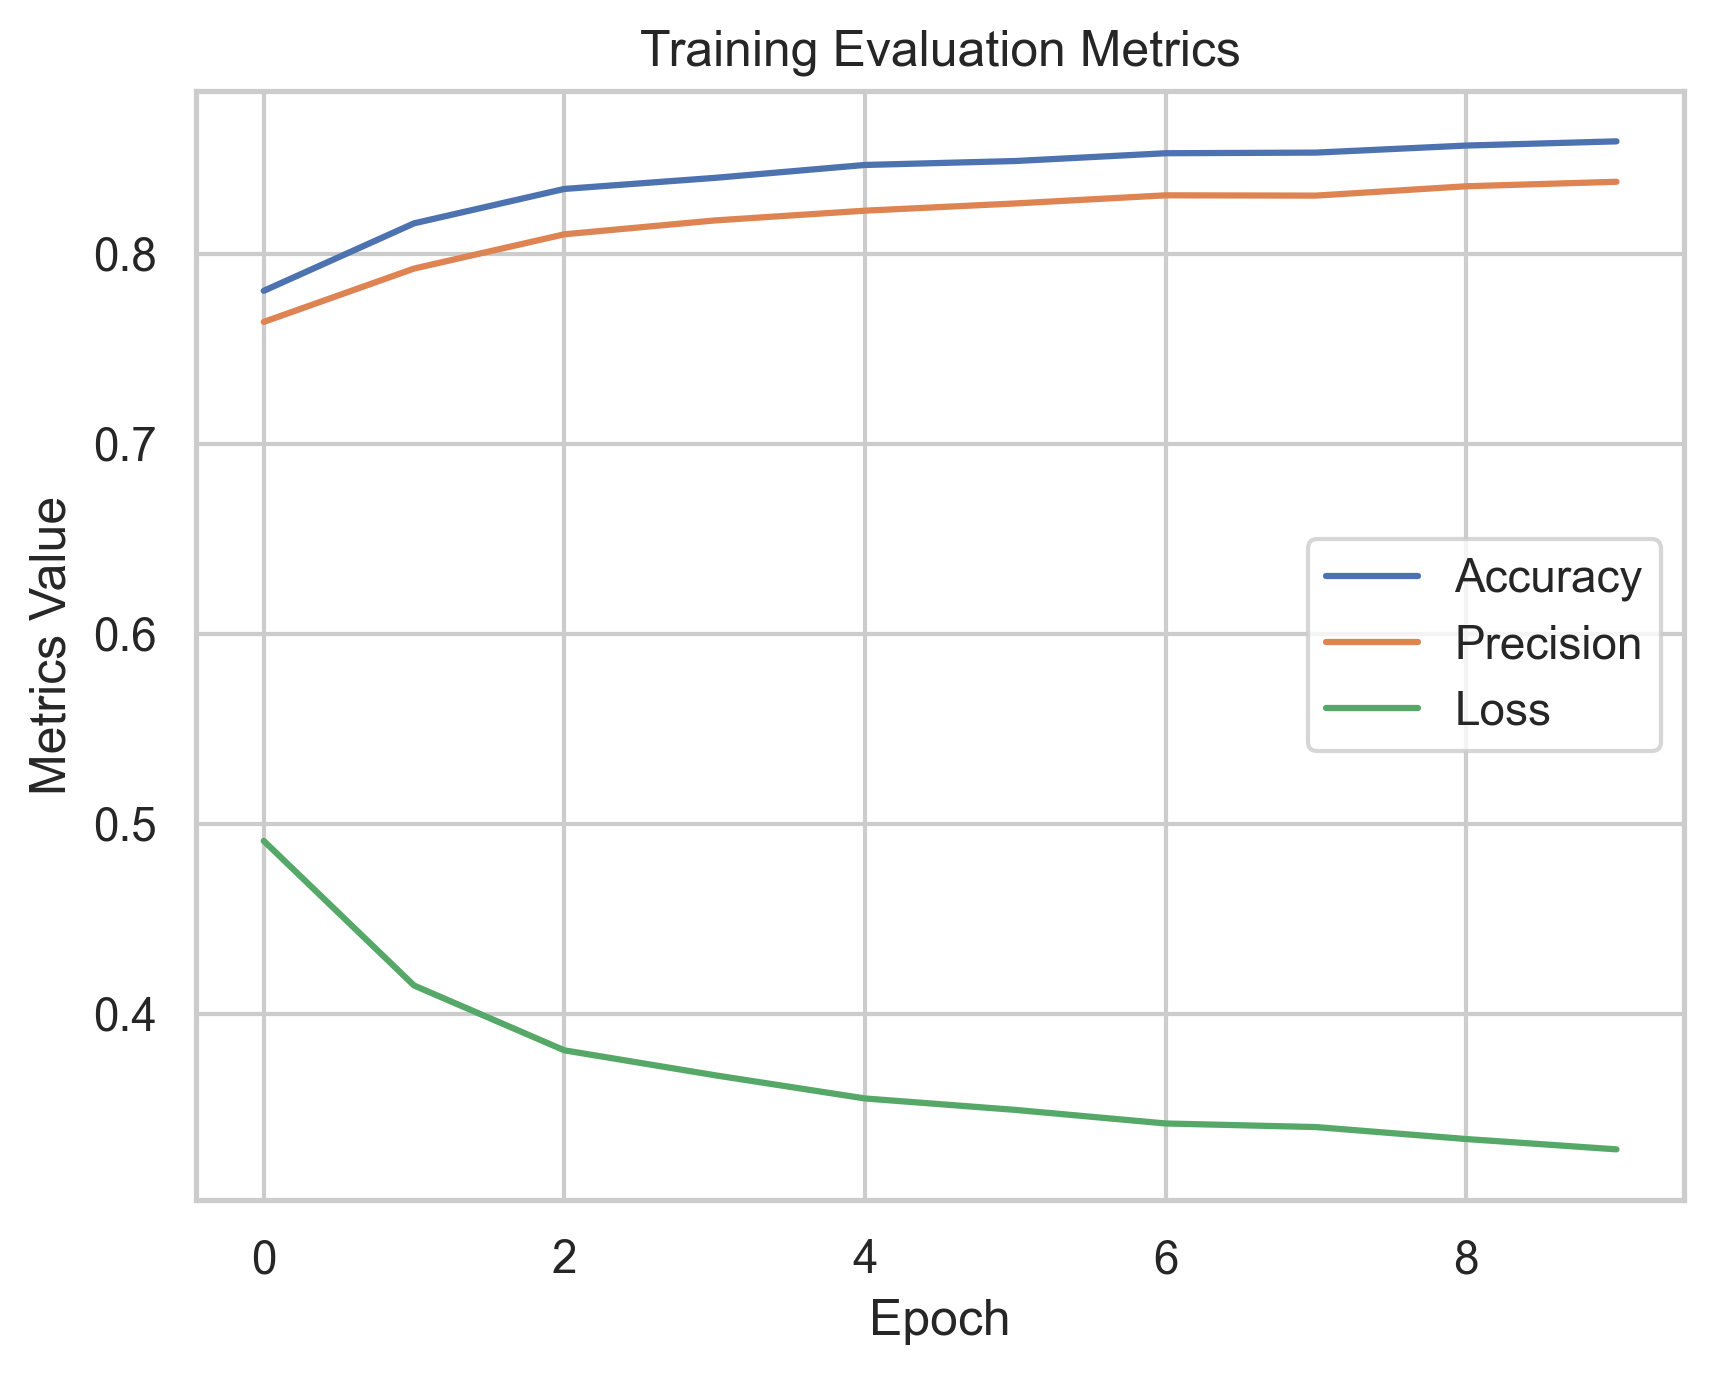 Training Evaluation Metrics
Metrics Value
0.8
0.7
0.6
0.5
0.4
Accuracy
Precision
Loss
0 2 4 6 8
Epoch